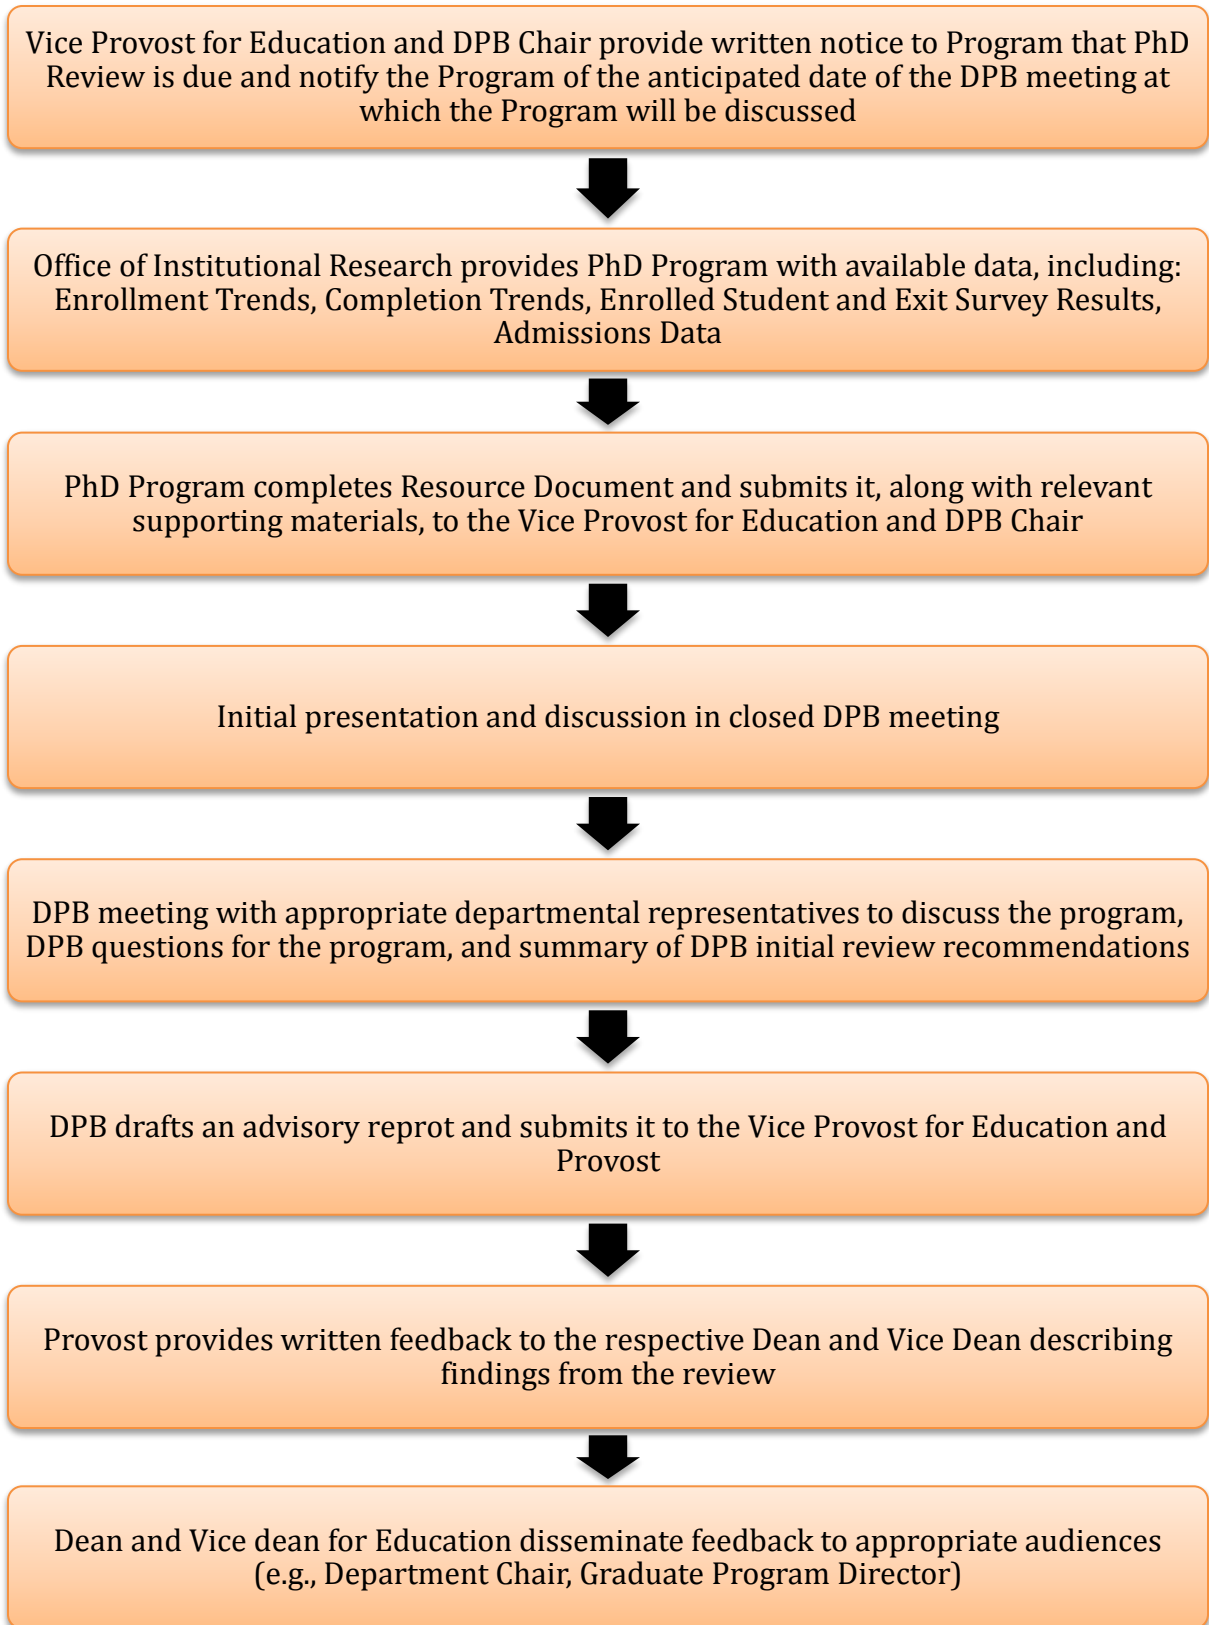 Vice Provost for Education and DPB Chair provide written notice to Program that PhD
Review is due and notify the Program of the anticipated date of the DPB meeting at
which the Program will be discussed
Office of Institutional Research provides PhD Program with available data, including:
Enrollment Trends, Completion Trends, Enrolled Student and Exit Survey Results,
Admissions Data
PhD Program completes Resource Document and submits it, along with relevant
supporting materials, to the Vice Provost for Education and DPB Chair
Initial presentation and discussion in closed DPB meeting
DPB meeting with appropriate departmental representatives to discuss the program,
DPB questions for the program, and summary of DPB initial review recommendations
DPB drafts an advisory reprot and submits it to the Vice Provost for Education and
Provost
Provost provides written feedback to the respective Dean and Vice Dean describing
findings from the review
Dean and Vice dean for Education disseminate feedback to appropriate audiences
(e.g., Department Chair, Graduate Program Director)